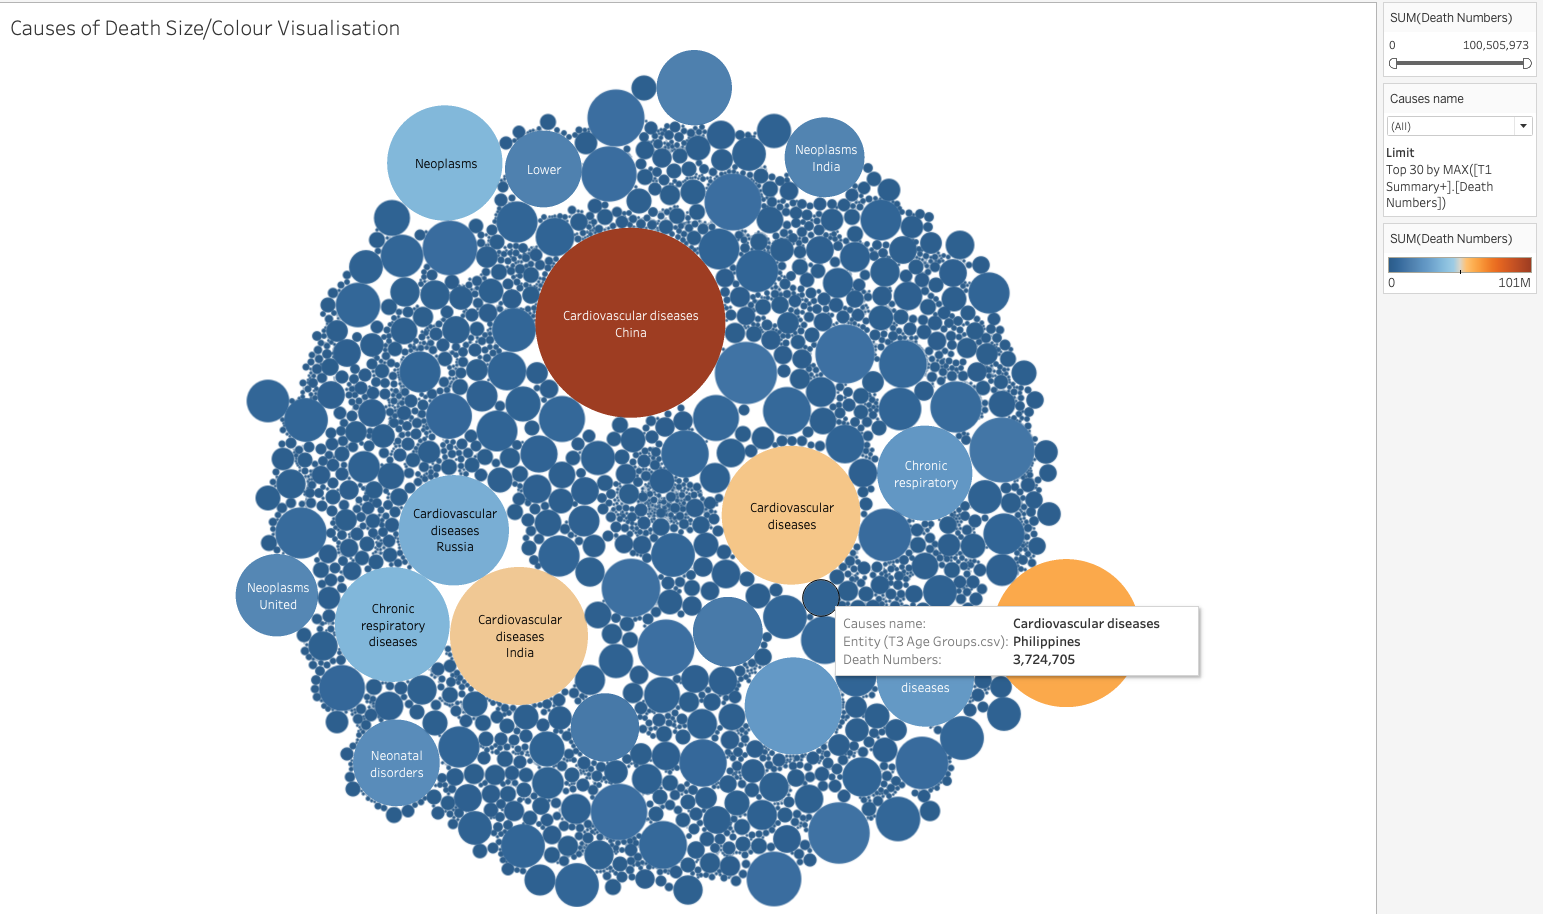 Causes of Death Size/Colour Visualisation
Neoplasms
Lower
Neoplasms
India
Cardiovascular diseases
China
Chronic
respiratory
Cardiovascular
diseases
Cardiovascular
diseases
Russia
Neoplasms
United
Chronic
respiratory
diseases
Cardiovascular
diseases
India
Causes name: Cardiovascular diseases
Entity (T3 Age Groups.csv): Philippines
Death Numbers: 3,724,705
diseases
Neonatal
disorders
SUM(Death Numbers)
0 100,505,973
Causes name
(All)
Limit
Top 30 by MAX([T1
Summary+].[Death
Numbers])
SUM(Death Numbers)
0 101M